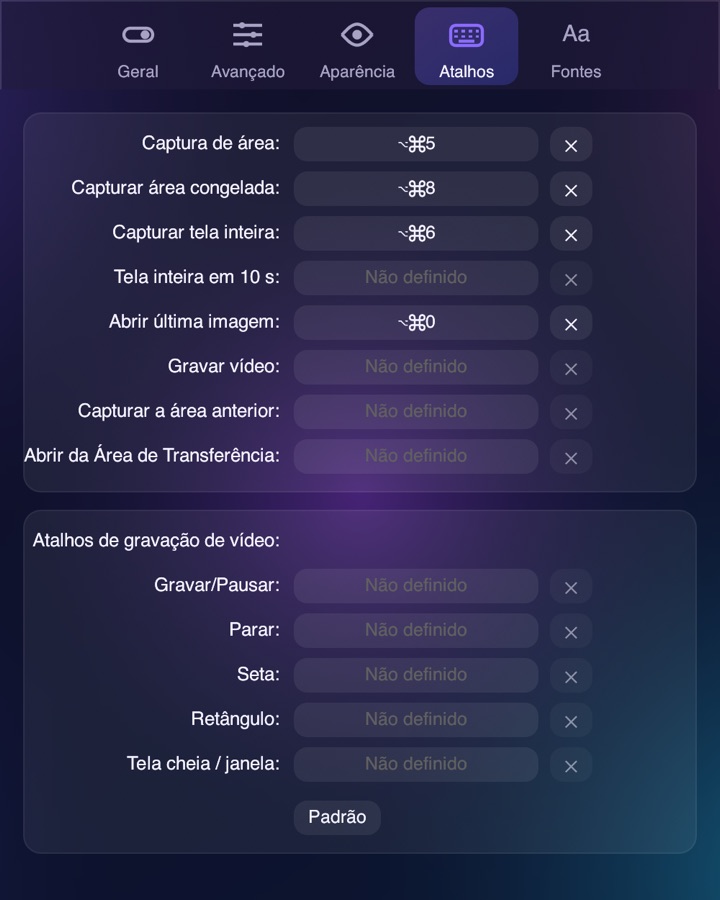 Geral
Avançado
Aparência
Atalhos
Aa
Fontes
Captura de área: ⌥⌘5 ×
Capturar área congelada: ⌥⌘8 ×
Capturar tela inteira: ⌥⌘6 ×
Tela inteira em 10 s: Não definido ×
Abrir última imagem: ⌥⌘0 ×
Gravar vídeo: Não definido ×
Capturar a área anterior: Não definido ×
Abrir da Área de Transferência: Não definido ×
Atalhos de gravação de vídeo:
Gravar/Pausar: Não definido ×
Parar: Não definido ×
Seta: Não definido ×
Retângulo: Não definido ×
Tela cheia / janela: Não definido ×
Padrão